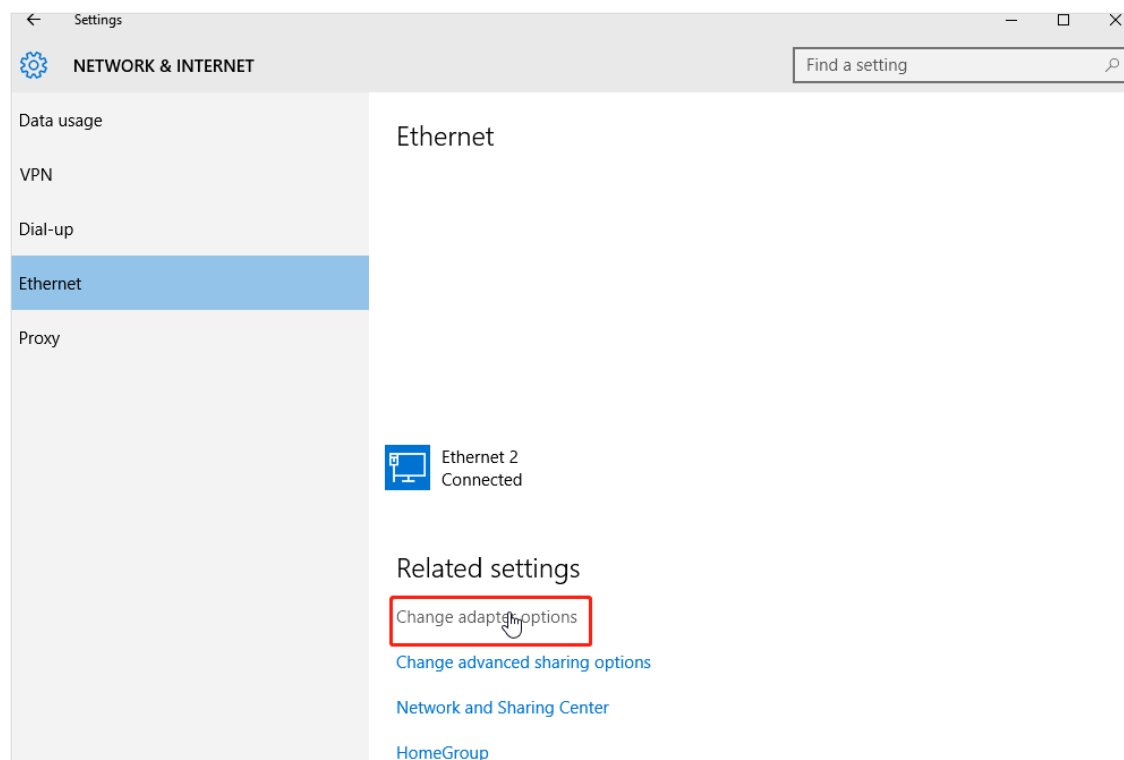 Settings
NETWORK & INTERNET
Find a setting
Data usage
VPN
Dial-up
Ethernet
Proxy
Ethernet
Ethernet 2
Connected
Related settings
Change adapter options
Change advanced sharing options
Network and Sharing Center
HomeGroup